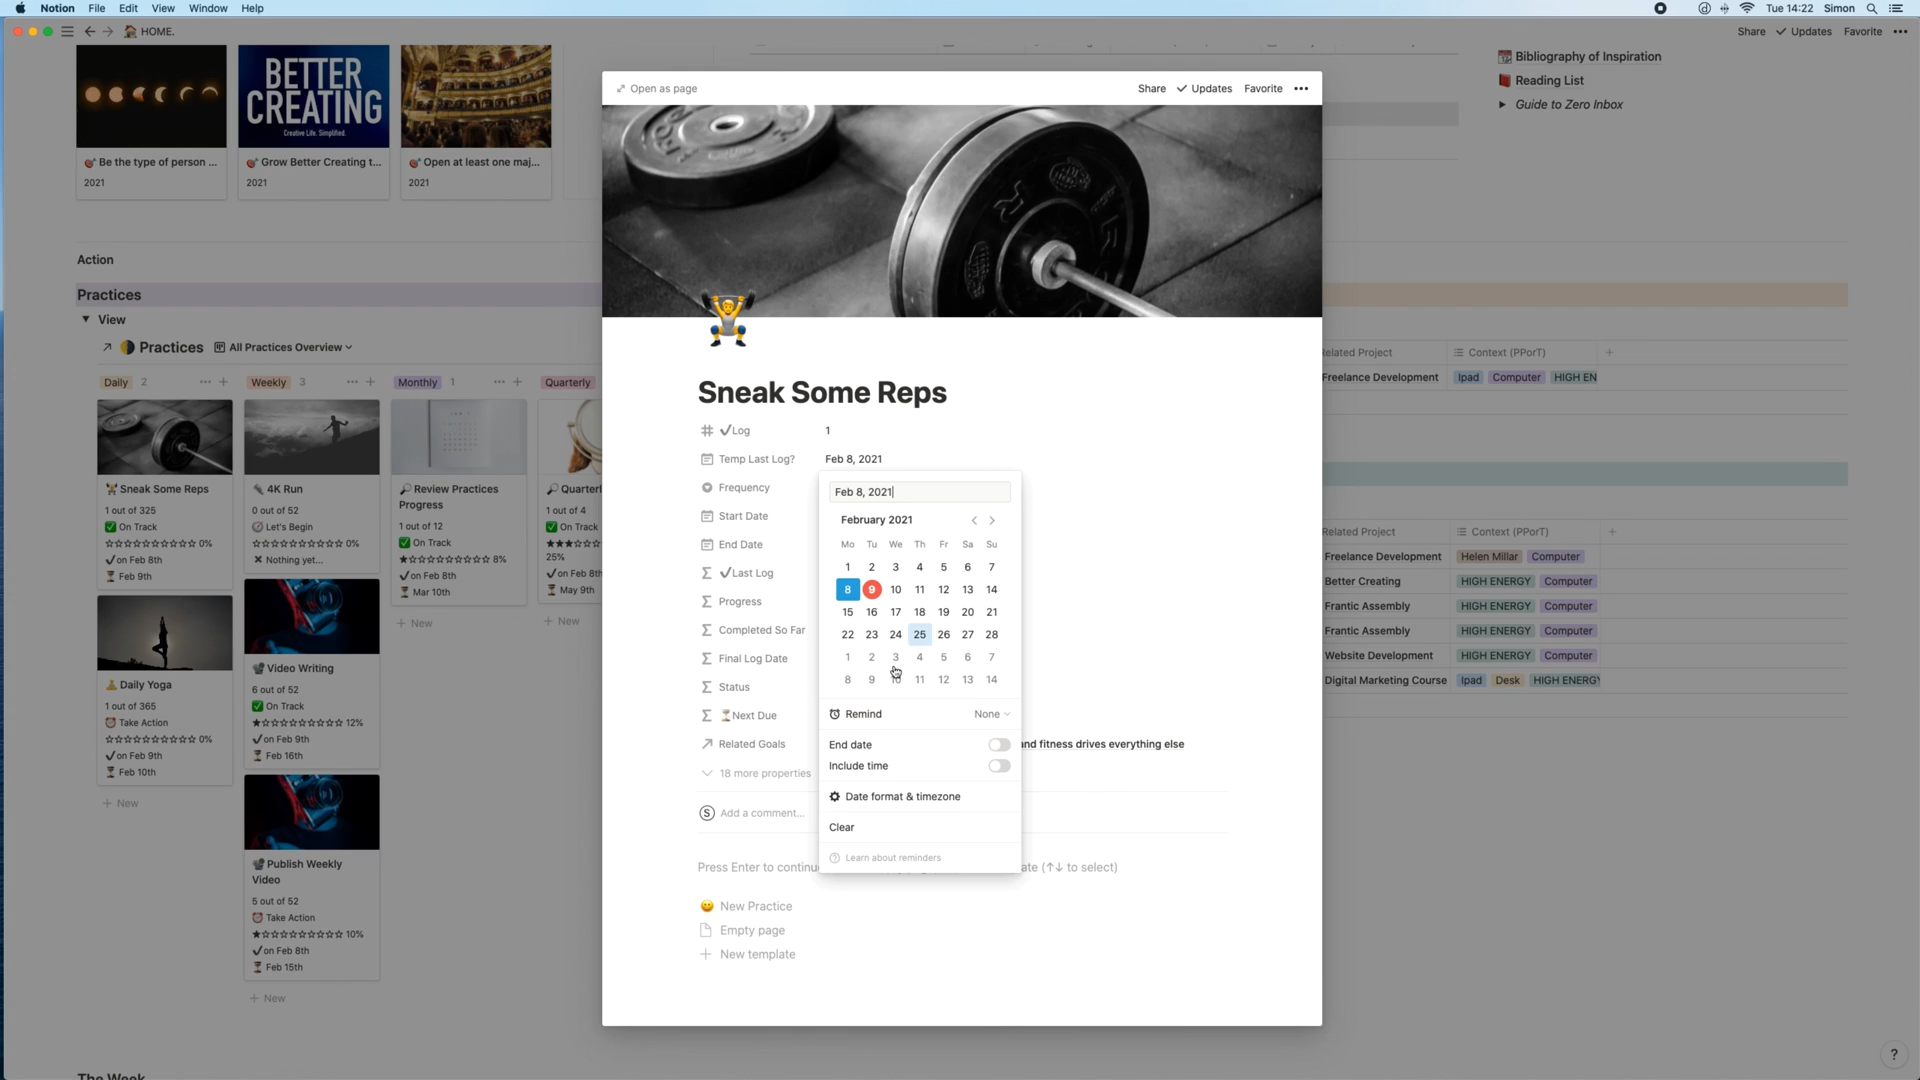 Notion File Edit View Window Help Tue 14:22 Simon
HOME. Share Updates Favorite
BETTER
CREATING
Creative Life. Simplified.
Be the type of person ...
2021
Grow Better Creating t...
2021
Open at least one maj...
2021
Bibliography of Inspiration
Reading List
Guide to Zero Inbox
Action
Practices
View
Practices All Practices Overview
Daily 2
Sneak Some Reps
1 out of 325
On Track
☆☆☆☆☆☆☆☆☆☆ 0%
✓on Feb 8th
Feb 9th
Daily Yoga
1 out of 365
Take Action
☆☆☆☆☆☆☆☆☆☆ 0%
✓on Feb 9th
Feb 10th
+ New
Weekly 3
4K Run
0 out of 52
Let's Begin
☆☆☆☆☆☆☆☆☆☆ 0%
✖ Nothing yet...
Video Writing
6 out of 52
On Track
★☆☆☆☆☆☆☆☆☆ 12%
✓on Feb 9th
Feb 16th
Publish Weekly
Video
5 out of 52
Take Action
★☆☆☆☆☆☆☆☆☆ 10%
✓on Feb 8th
Feb 15th
+ New
Monthly 1
Review Practices
Progress
1 out of 12
On Track
★☆☆☆☆☆☆☆☆☆ 8%
✓on Feb 8th
Mar 10th
+ New
Quarterly
Quarterl
1 out of 4
On Track
★★★☆☆
25%
✓on Feb 8th
May 9th
+ New
Open as page Share Updates Favorite
Sneak Some Reps
# ✓Log 1
Temp Last Log? Feb 8, 2021
Frequency
Start Date
End Date
✓Last Log
Progress
Completed So Far
Final Log Date
Status
Next Due
Related Goals and fitness drives everything else
18 more properties
S Add a comment...
Press Enter to continu ate (↑↓ to select)
New Practice
Empty page
+ New template
Feb 8, 2021
February 2021
Mo Tu We Th Fr Sa Su
1 2 3 4 5 6 7
8 9 10 11 12 13 14
15 16 17 18 19 20 21
22 23 24 25 26 27 28
1 2 3 4 5 6 7
8 9 10 11 12 13 14
Remind None
End date
Include time
Date format & timezone
Clear
Learn about reminders
Related Project Context (PPorT) +
Freelance Development Ipad Computer HIGH EN
Related Project Context (PPorT) +
Freelance Development Helen Millar Computer
Better Creating HIGH ENERGY Computer
Frantic Assembly HIGH ENERGY Computer
Frantic Assembly HIGH ENERGY Computer
Website Development HIGH ENERGY Computer
Digital Marketing Course Ipad Desk HIGH ENERGY
The Week
?